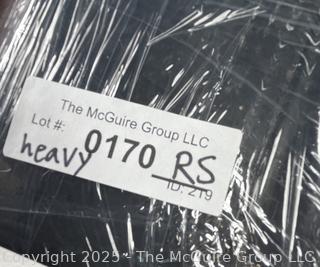 The McGuire Group LLC
Lot #: 0170 RS
heavy
ID: 219
Copyright 2025 - The McGuire Group LLC